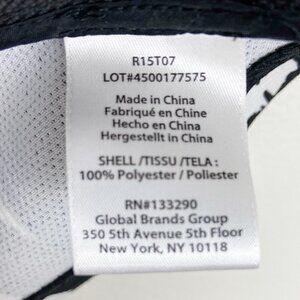 R15T07
LOT#4500177575
Made in China
Fabriqué en Chine
Hecho en China
Hergestellt in China
SHELL /TISSU /TELA :
100% Polyester / Poliester
RN#133290
Global Brands Group
350 5th Avenue 5th Floor
New York, NY 10118